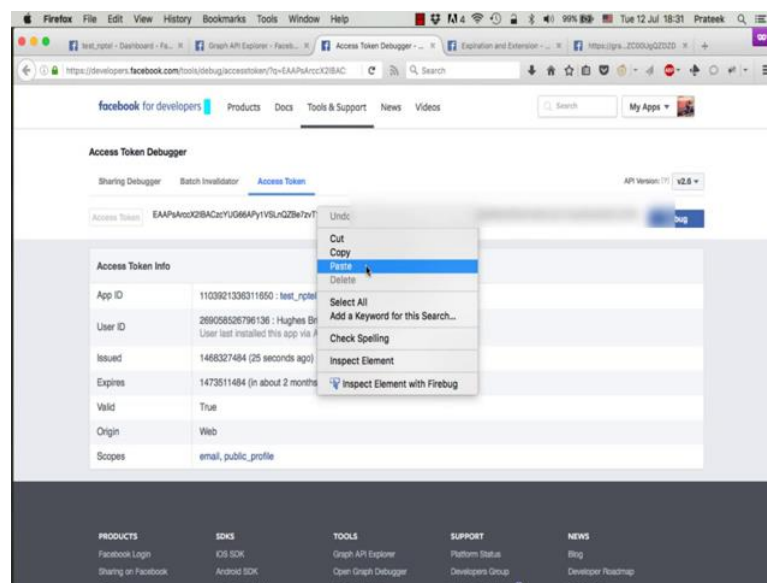 Firefox File Edit View History Bookmarks Tools Window Help 4 99% Tue 12 Jul 18:31 Prateek
test_nptel - Dashboard - Fa... Graph API Explorer - Faceb... Access Token Debugger - ... Expiration and Extension - ...
https://developers.facebook.com/tools/debug/accesstoken/?q=EAAPsArccX2IBAC Search
facebook for developers Products Docs Tools & Support News Videos Search My Apps
Access Token Debugger
Sharing Debugger Batch Invalidator Access Token API Version: [?] v2.6
Access Token
Undo
Cut
Copy
Paste
Delete
Select All
Add a Keyword for this Search...
Check Spelling
Inspect Element
Inspect Element with Firebug
Access Token Info
App ID 1103921336311650 : test_nptel
User ID 269058526796136 : Hughes
User last installed this app via
Issued 1468327484 (25 seconds ago)
Expires 1473511484 (in about 2 months
Valid True
Origin Web
Scopes email, public_profile
PRODUCTS SDKS TOOLS SUPPORT NEWS
Facebook Login iOS SDK Graph API Explorer Platform Status Blog
Sharing on Facebook Android SDK Open Graph Debugger Developers Group Developer Roadmap